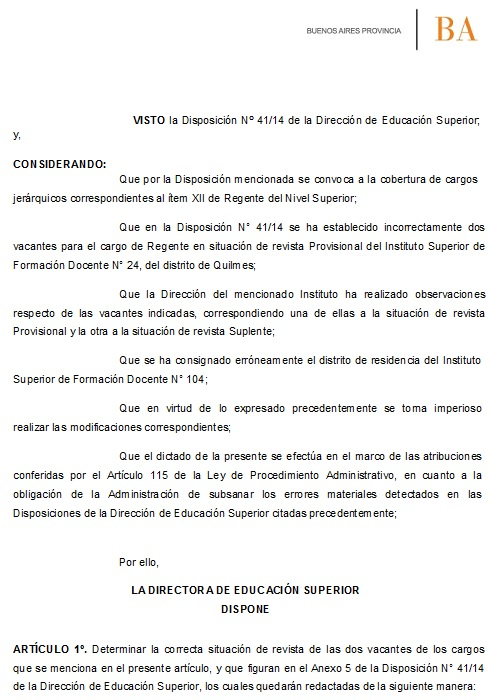 BUENOS AIRES PROVINCIA
BA
VISTO la Disposición Nº 41/14 de la Dirección de Educación Superior;
y,
CONSIDERANDO:
Que por la Disposición mencionada se convoca a la cobertura de cargos
jerárquicos correspondientes al ítem XII de Regente del Nivel Superior;
Que en la Disposición N° 41/14 se ha establecido incorrectamente dos
vacantes para el cargo de Regente en situación de revista Provisional del Instituto Superior de
Formación Docente N° 24, del distrito de Quilmes;
Que la Dirección del mencionado Instituto ha realizado observaciones
respecto de las vacantes indicadas, correspondiendo una de ellas a la situación de revista
Provisional y la otra a la situación de revista Suplente;
Que se ha consignado erróneamente el distrito de residencia del Instituto
Superior de Formación Docente N° 104;
Que en virtud de lo expresado precedentemente se torna imperioso
realizar las modificaciones correspondientes;
Que el dictado de la presente se efectúa en el marco de las atribuciones
conferidas por el Artículo 115 de la Ley de Procedimiento Administrativo, en cuanto a la
obligación de la Administración de subsanar los errores materiales detectados en las
Disposiciones de la Dirección de Educación Superior citadas precedentemente;
Por ello,
LA DIRECTORA DE EDUCACIÓN SUPERIOR
DISPONE
ARTÍCULO 1º. Determinar la correcta situación de revista de las dos vacantes de los cargos
que se menciona en el presente artículo, y que figuran en el Anexo 5 de la Disposición N° 41/14
de la Dirección de Educación Superior, los cuales quedarán redactadas de la siguiente manera: